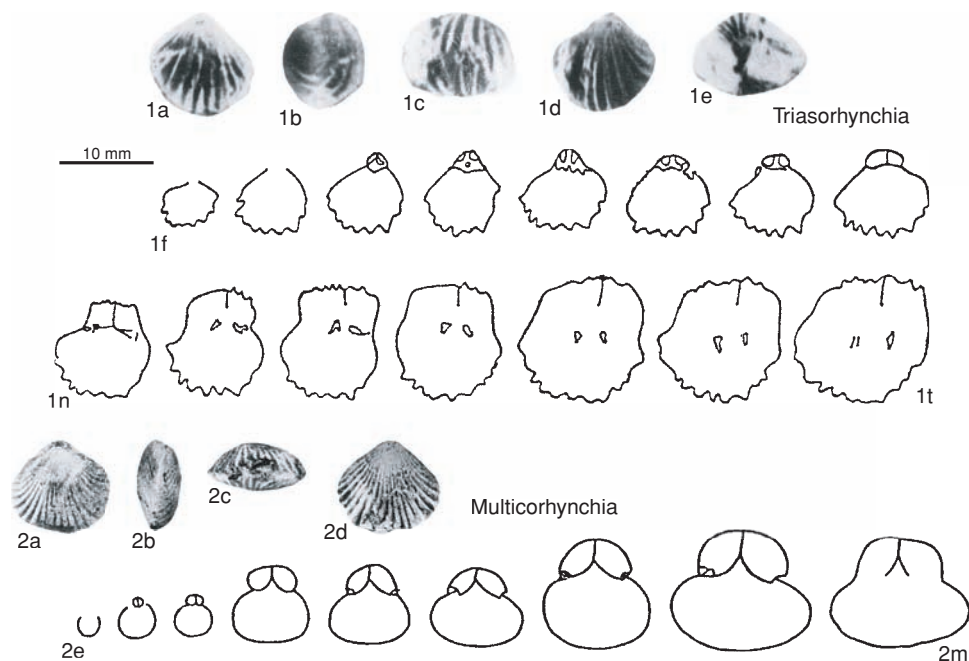 1a
1b
1c
1d
1e
Triasorhynchia
10 mm
1f
1n
1t
2a
2b
2c
2d
Multicorhynchia
2e
2m